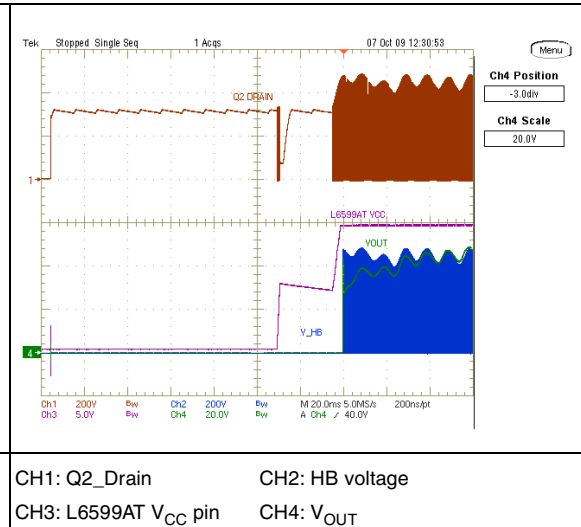 Tek Stopped Single Seq 1 Acqs 07 Oct 09 12:30:53
Menu
Ch4 Position
-3.0div
Ch4 Scale
20.0V
Q2 DRAIN
1
L6599AT VCC
VOUT
V_HB
4
Ch1 200V Bw Ch2 200V Bw M 20.0ms 5.0MS/s 200ns/pt
Ch3 5.0V Bw Ch4 20.0V Bw A Ch4 / 40.0V
CH1: Q2_Drain CH2: HB voltage
CH3: L6599AT VCC pin CH4: VOUT